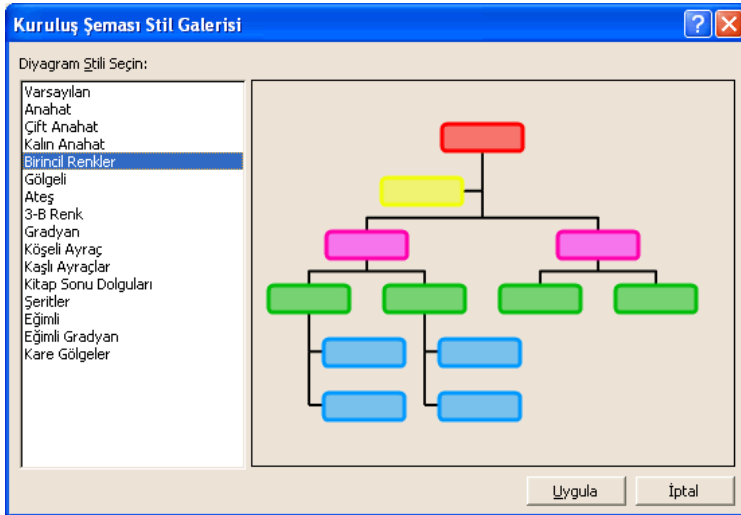 Kuruluş Şeması Stil Galerisi
Diyagram Stili Seçin:
Varsayılan
Anahat
Çift Anahat
Kalın Anahat
Birincil Renkler
Gölgeli
Ateş
3-B Renk
Gradyan
Köşeli Ayraç
Kaşlı Ayraçlar
Kitap Sonu Dolguları
Şeritler
Eğimli
Eğimli Gradyan
Kare Gölgeler
Uygula
İptal